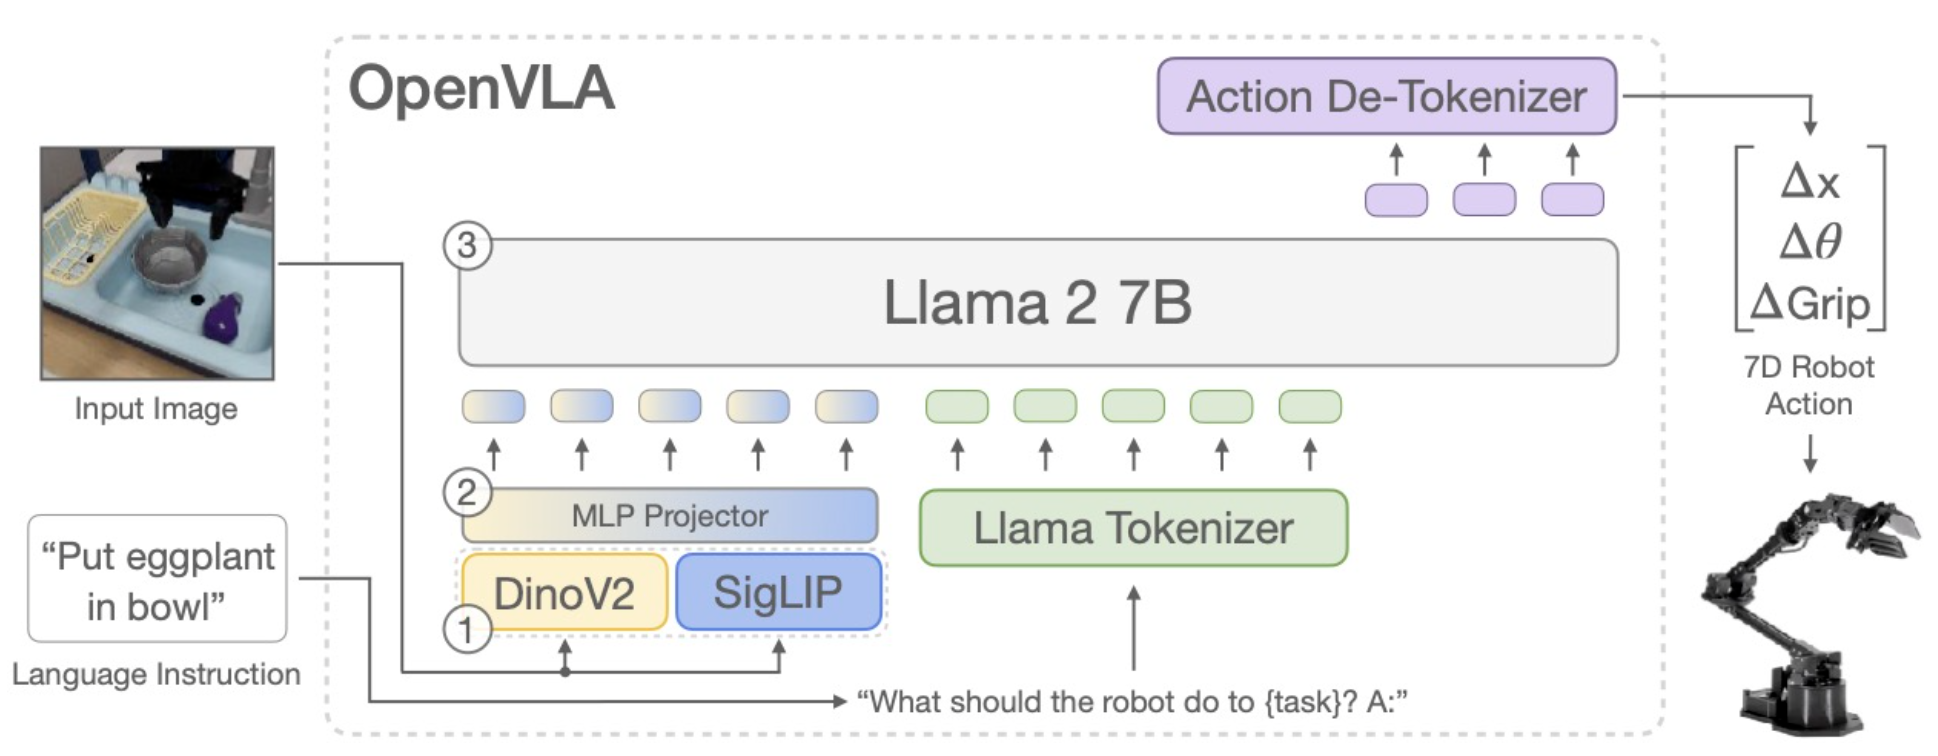 OpenVLA
Action De-Tokenizer
Δx
Δθ
ΔGrip
7D Robot
Action
3
Llama 2 7B
Input Image
2
MLP Projector
Llama Tokenizer
1
DinoV2
SigLIP
“Put eggplant
in bowl”
Language Instruction
“What should the robot do to {task}? A:”